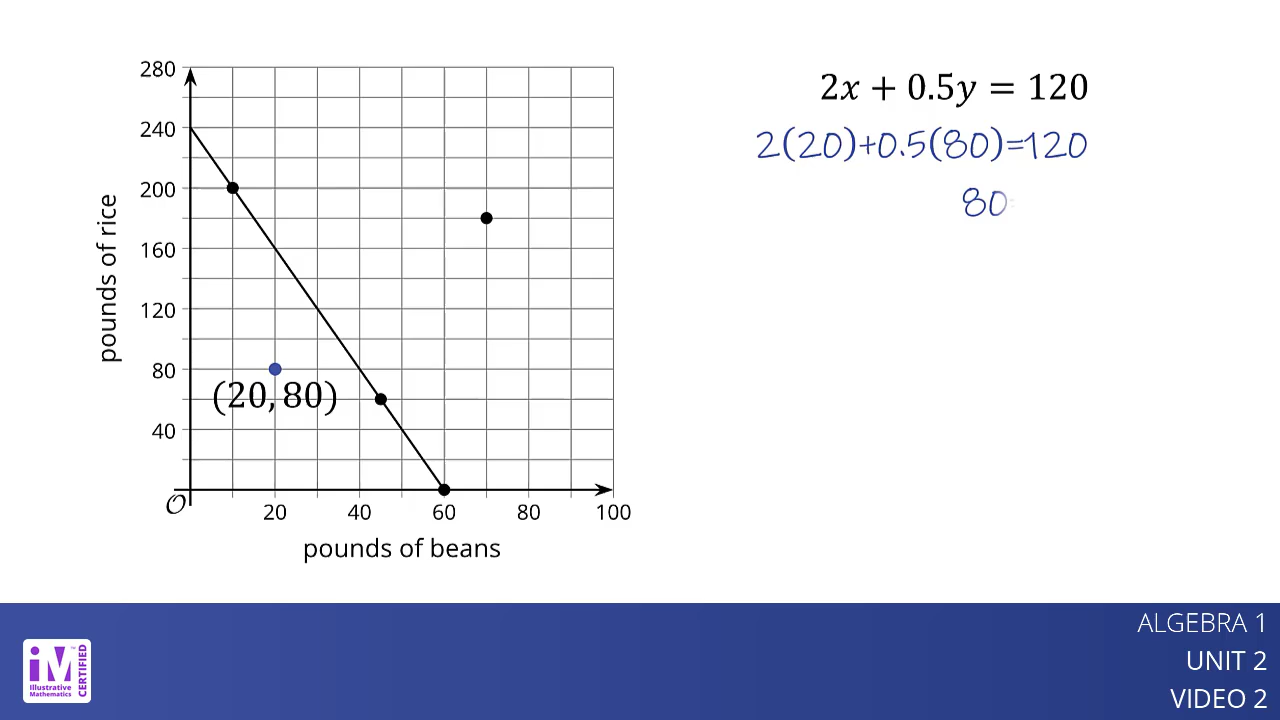 280
240
200
160
120
80
40
pounds of rice
(20, 80)
O
20 40 60 80 100
pounds of beans
2x + 0.5y = 120
2(20)+0.5(80)=120
80=
iM™
Illustrative
Mathematics
CERTIFIED
ALGEBRA 1
UNIT 2
VIDEO 2